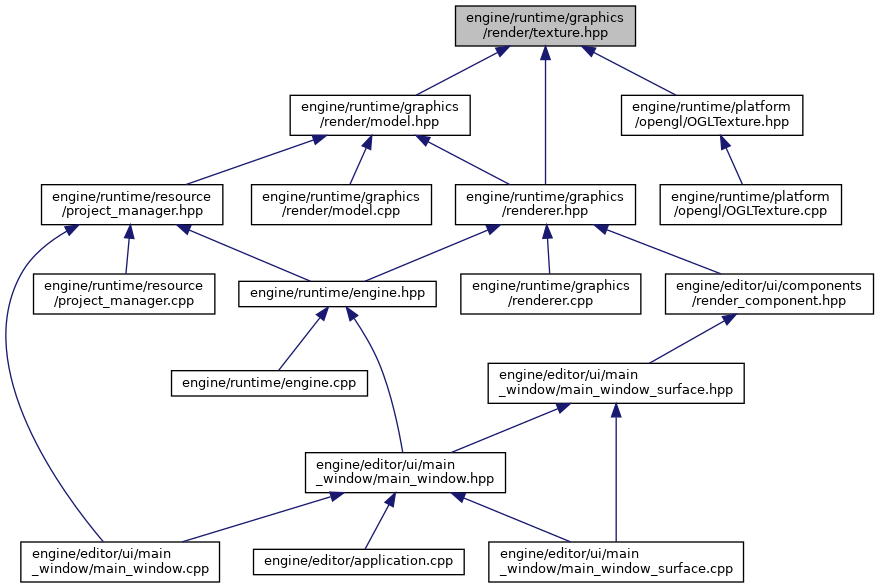 engine/runtime/graphics
/render/texture.hpp
engine/runtime/graphics
/render/model.hpp
engine/runtime/platform
/opengl/OGLTexture.hpp
engine/runtime/resource
/project_manager.hpp
engine/runtime/graphics
/render/model.cpp
engine/runtime/graphics
/renderer.hpp
engine/runtime/platform
/opengl/OGLTexture.cpp
engine/runtime/resource
/project_manager.cpp
engine/runtime/engine.hpp
engine/runtime/graphics
/renderer.cpp
engine/editor/ui/components
/render_component.hpp
engine/runtime/engine.cpp
engine/editor/ui/main
_window/main_window_surface.hpp
engine/editor/ui/main
_window/main_window.hpp
engine/editor/ui/main
_window/main_window.cpp
engine/editor/application.cpp
engine/editor/ui/main
_window/main_window_surface.cpp